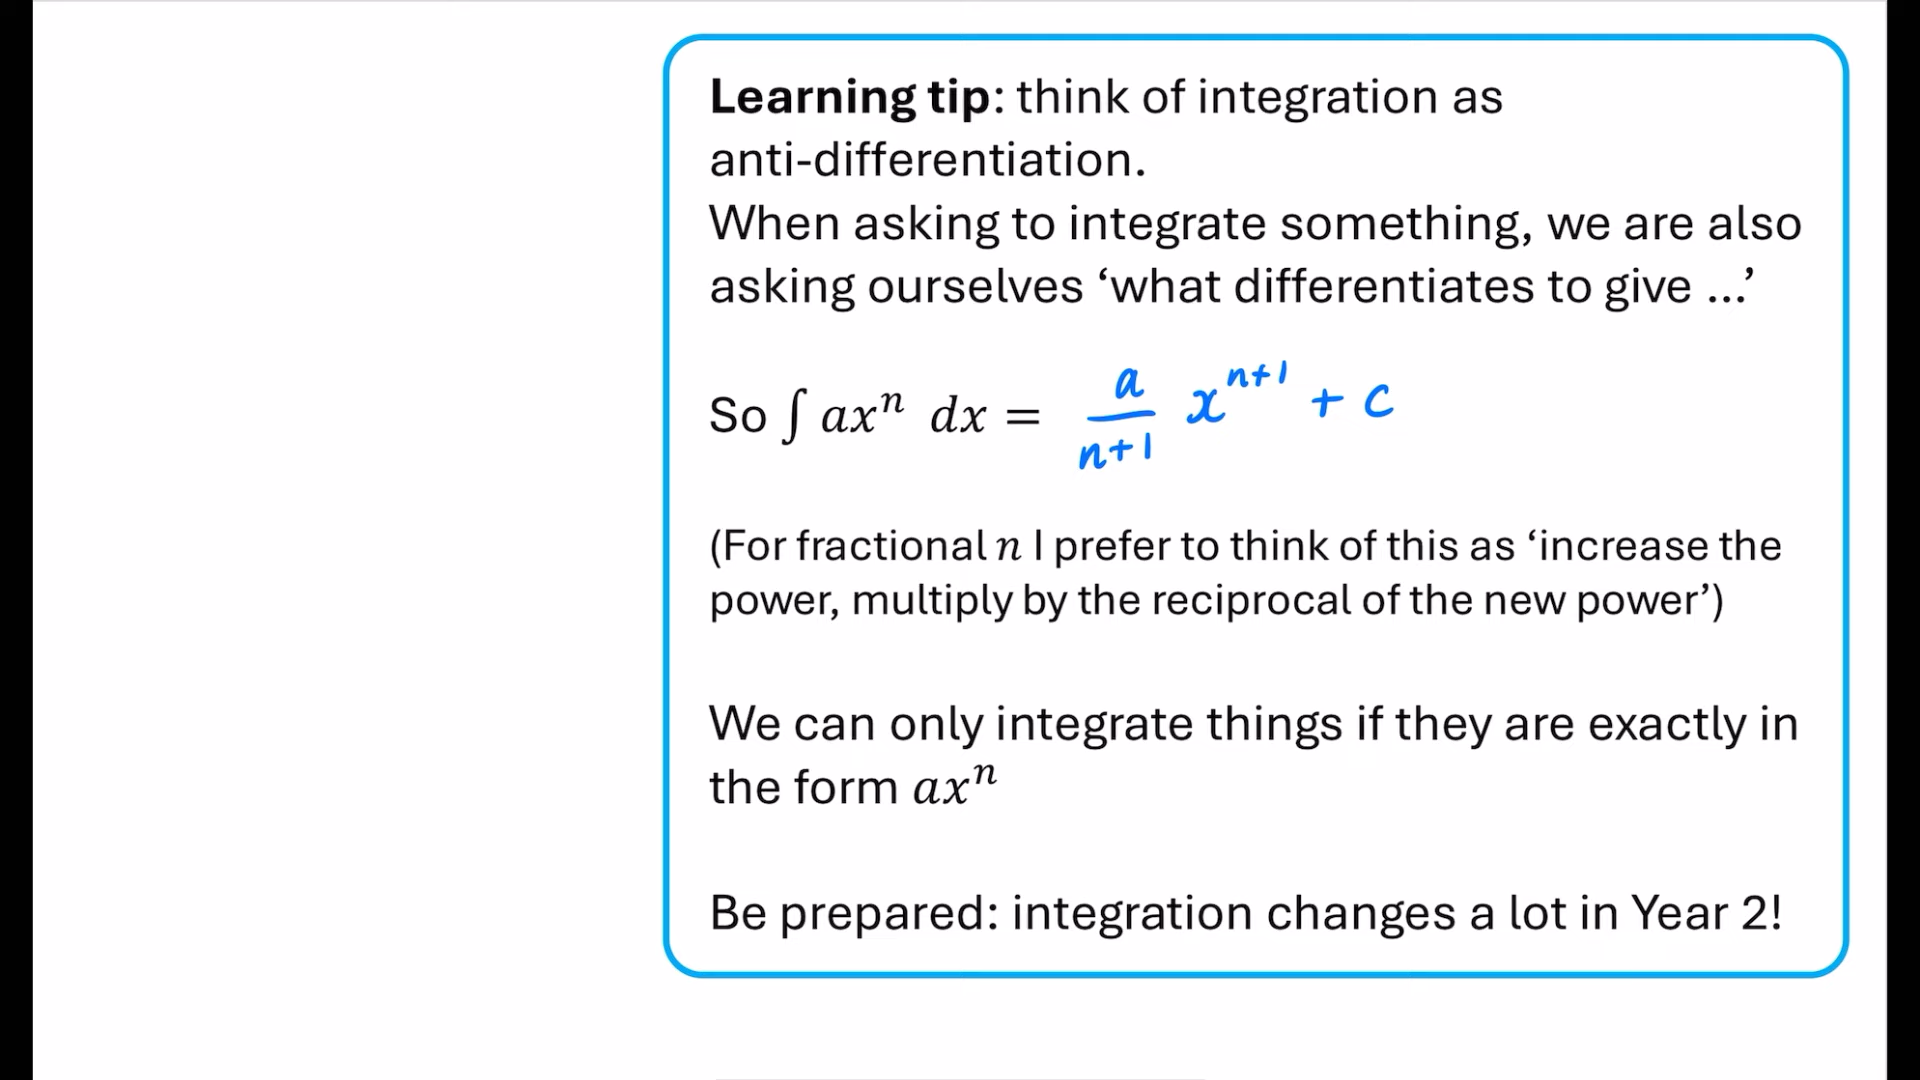 Learning tip: think of integration as
anti-differentiation.
When asking to integrate something, we are also
asking ourselves ‘what differentiates to give ...’
So ∫ axⁿ dx = a/(n+1) xⁿ⁺¹ + c
(For fractional n I prefer to think of this as ‘increase the
power, multiply by the reciprocal of the new power’)
We can only integrate things if they are exactly in
the form axⁿ
Be prepared: integration changes a lot in Year 2!